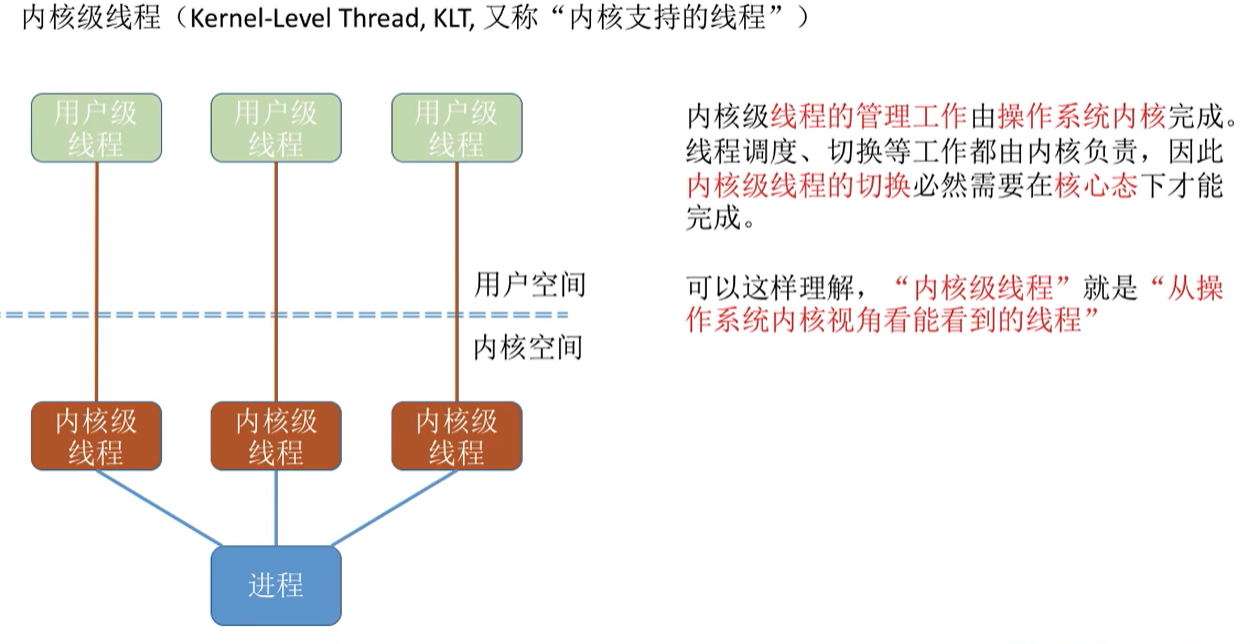 内核级线程（Kernel-Level Thread, KLT, 又称“内核支持的线程”）
用户级
线程
用户级
线程
用户级
线程
用户空间
内核空间
内核级
线程
内核级
线程
内核级
线程
进程
内核级线程的管理工作由操作系统内核完成。
线程调度、切换等工作都由内核负责，因此
内核级线程的切换必然需要在核心态下才能
完成。
可以这样理解，“内核级线程”就是“从操
作系统内核视角看能看到的线程”